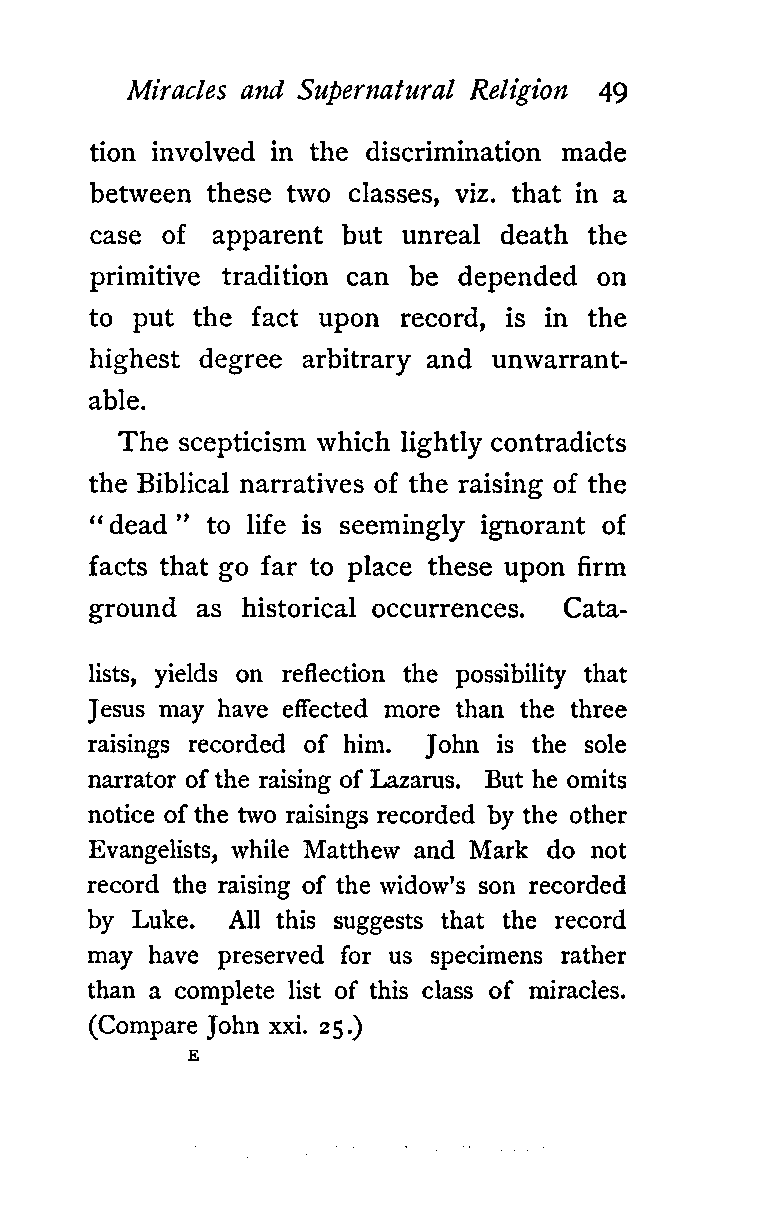 Miracles and Supernatural Religion 49
tion involved in the discrimination made
between these two classes, viz. that in a
case of apparent but unreal death the
primitive tradition can be depended on
to put the fact upon record, is in the
highest degree arbitrary and unwarrant-
able.
The scepticism which lightly contradicts
the Biblical narratives of the raising of the
“dead” to life is seemingly ignorant of
facts that go far to place these upon firm
ground as historical occurrences. Cata-
lists, yields on reflection the possibility that
Jesus may have effected more than the three
raisings recorded of him. John is the sole
narrator of the raising of Lazarus. But he omits
notice of the two raisings recorded by the other
Evangelists, while Matthew and Mark do not
record the raising of the widow's son recorded
by Luke. All this suggests that the record
may have preserved for us specimens rather
than a complete list of this class of miracles.
(Compare John xxi. 25.)
E